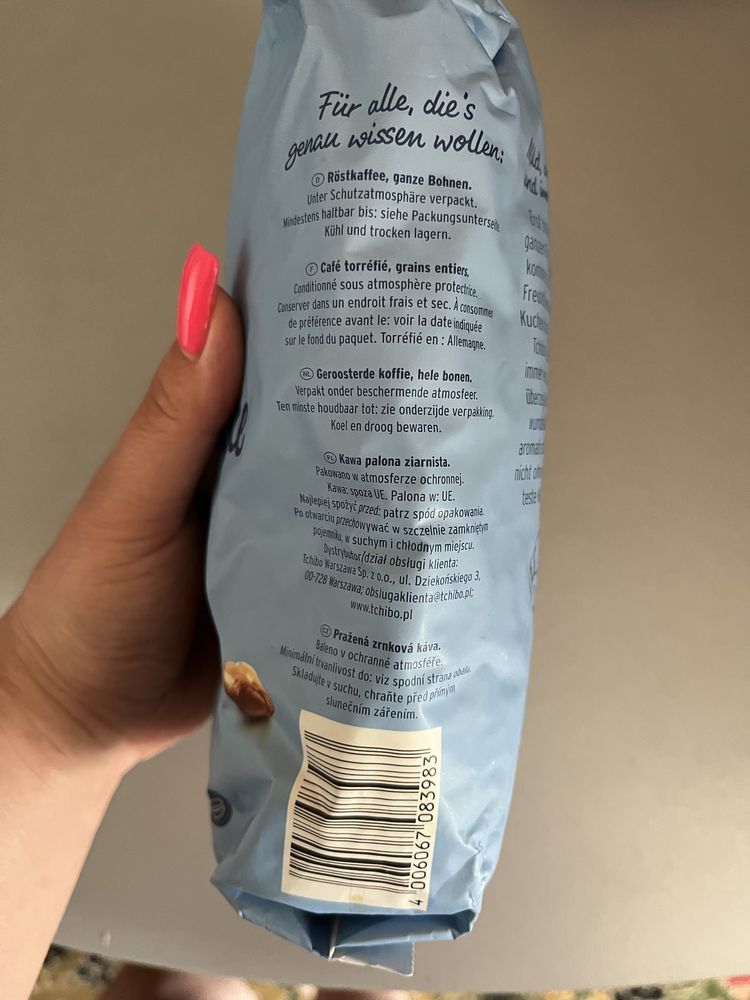 Für alle, die's
genau wissen wollen:
D Röstkaffee, ganze Bohnen.
Unter Schutzatmosphäre verpackt.
Mindestens haltbar bis: siehe Packungsunterseite
Kühl und trocken lagern.
F Café torréfié, grains entiers.
Conditionné sous atmosphère protectrice.
Conserver dans un endroit frais et sec. À consommer
de préférence avant le: voir la date indiquée
sur le fond du paquet. Torréfié en : Allemagne.
NL Geroosterde koffie, hele bonen.
Verpakt onder beschermende atmosfeer.
Ten minste houdbaar tot: zie onderzijde verpakking.
Koel en droog bewaren.
PL Kawa palona ziarnista.
Pakowano w atmosferze ochronnej.
Kawa: spoza UE. Palona w: UE.
Najlepiej spożyć przed: patrz spód opakowania.
Po otwarciu przechowywać w szczelnie zamkniętym
pojemniku, w suchym i chłodnym miejscu.
Dystrybutor/dział obsługi klienta:
Tchibo Warszawa Sp. z o.o., ul. Dziekońskiego 3,
00-728 Warszawa; obslugaklienta@tchibo.pl;
www.tchibo.pl
CZ Pražená zrnková káva.
Baleno v ochranné atmosféře.
Minimální trvanlivost do: viz spodní strana obalu.
Skladujte v suchu, chraňte před přímým
slunečním zářením.
4 006067 083983